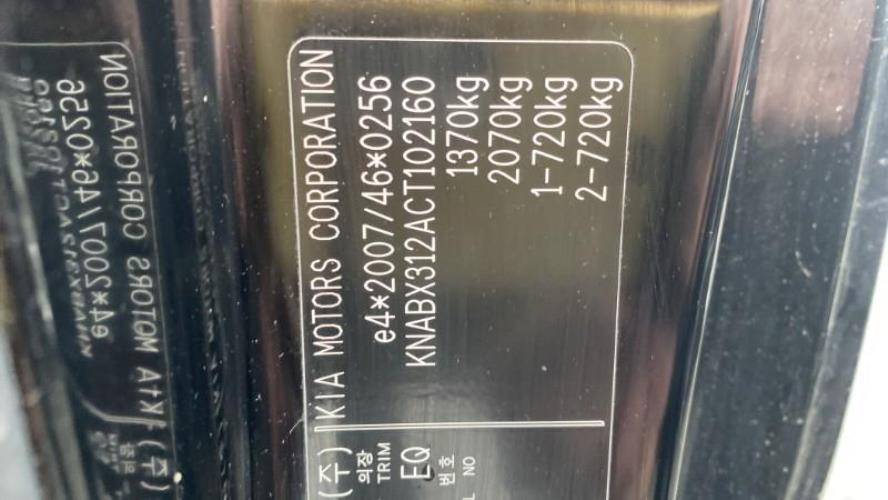 (주) KIA MOTORS CORPORATION
e4*2007/46*0256
KNABX312ACT102160
1370kg
2070kg
1-720kg
2-720kg
의장
TRIM
EQ
번호
NO